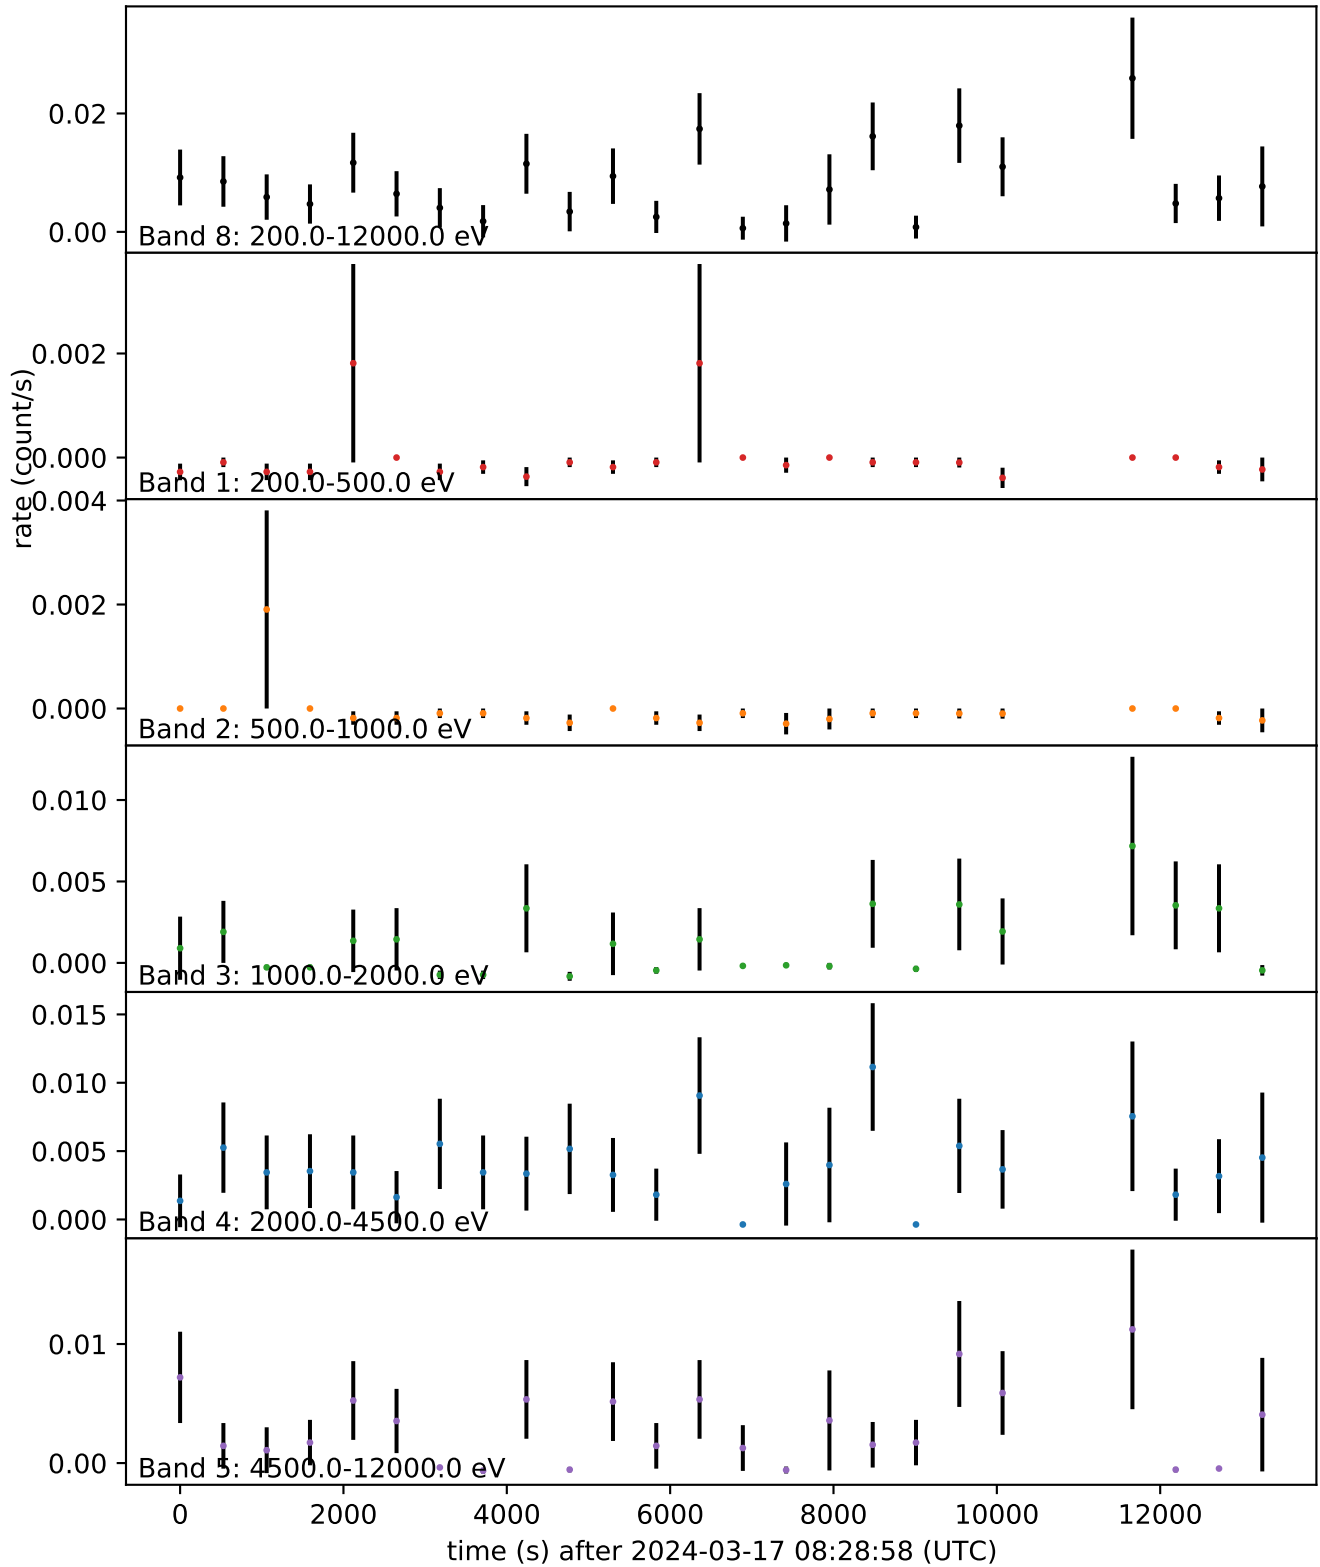 0.02
0.00
Band 8: 200.0-12000.0 eV
0.002
0.000
Band 1: 200.0-500.0 eV
rate (count/s)
0.004
0.002
0.000
Band 2: 500.0-1000.0 eV
0.010
0.005
0.000
Band 3: 1000.0-2000.0 eV
0.015
0.010
0.005
0.000
Band 4: 2000.0-4500.0 eV
0.01
0.00
Band 5: 4500.0-12000.0 eV
0 2000 4000 6000 8000 10000 12000
time (s) after 2024-03-17 08:28:58 (UTC)